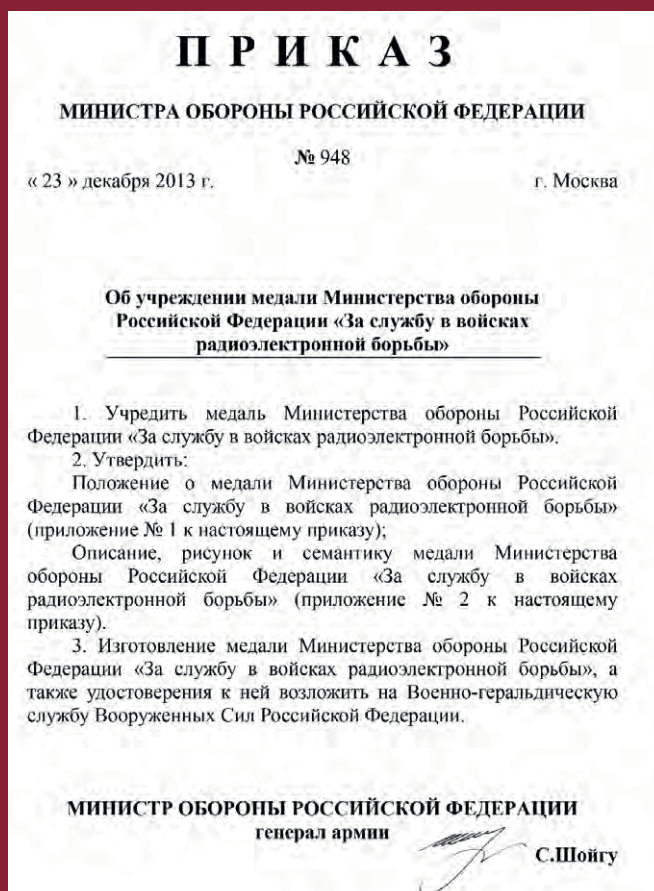 П Р И К А З
МИНИСТРА ОБОРОНЫ РОССИЙСКОЙ ФЕДЕРАЦИИ
№ 948
« 23 » декабря 2013 г. г. Москва
Об учреждении медали Министерства обороны
Российской Федерации «За службу в войсках
радиоэлектронной борьбы»
1. Учредить медаль Министерства обороны Российской
Федерации «За службу в войсках радиоэлектронной борьбы».
2. Утвердить:
Положение о медали Министерства обороны Российской
Федерации «За службу в войсках радиоэлектронной борьбы»
(приложение № 1 к настоящему приказу);
Описание, рисунок и семантику медали Министерства
обороны Российской Федерации «За службу в войсках
радиоэлектронной борьбы» (приложение № 2 к настоящему
приказу).
3. Изготовление медали Министерства обороны Российской
Федерации «За службу в войсках радиоэлектронной борьбы», а
также удостоверения к ней возложить на Военно-геральдическую
службу Вооруженных Сил Российской Федерации.
МИНИСТР ОБОРОНЫ РОССИЙСКОЙ ФЕДЕРАЦИИ
генерал армии
С.Шойгу